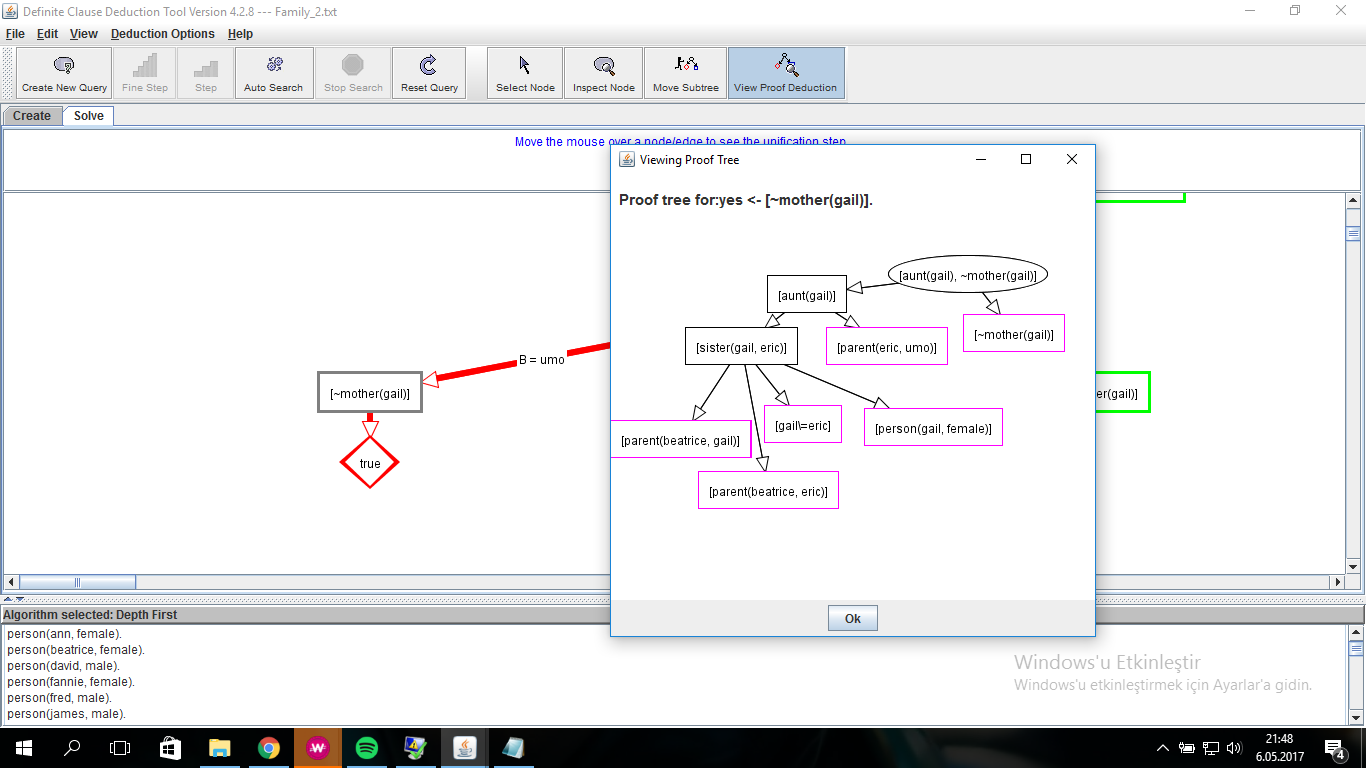 Definite Clause Deduction Tool Version 4.2.8 --- Family_2.txt
File Edit View Deduction Options Help
Create New Query Fine Step Step Auto Search Stop Search Reset Query Select Node Inspect Node Move Subtree View Proof Deduction
Create Solve
Move the mouse over a node/edge to see the unification step
Viewing Proof Tree
Proof tree for:yes <- [~mother(gail)].
[aunt(gail), ~mother(gail)]
[aunt(gail)]
[~mother(gail)]
[sister(gail, eric)] [parent(eric, umo)]
B = umo
[~mother(gail)]
er(gail)]
[gail\=eric] [person(gail, female)]
[parent(beatrice, gail)]
true
[parent(beatrice, eric)]
Ok
Algorithm selected: Depth First
person(ann, female).
person(beatrice, female).
person(david, male).
person(fannie, female).
person(fred, male).
person(james, male).
Windows'u Etkinleştir
Windows'u etkinleştirmek için Ayarlar'a gidin.
21:48
6.05.2017
4